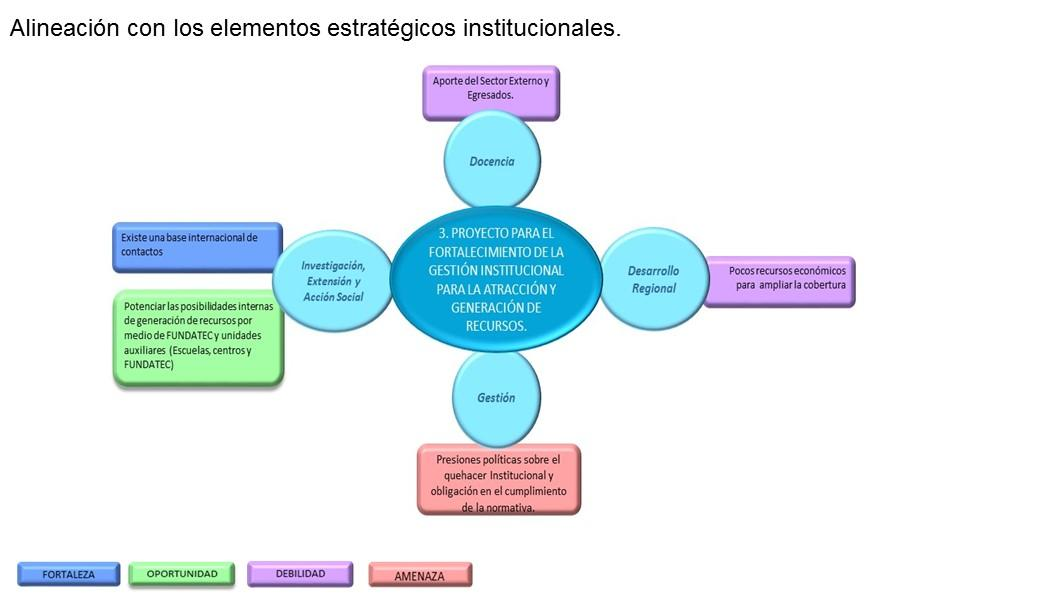 Alineación con los elementos estratégicos institucionales.
Aporte del Sector Externo y
Egresados.
Docencia
Existe una base internacional de
contactos
Potenciar las posibilidades internas
de generación de recursos por
medio de FUNDATEC y unidades
auxiliares (Escuelas, centros y
FUNDATEC)
Investigación,
Extensión y
Acción Social
3. PROYECTO PARA EL
FORTALECIMIENTO DE LA
GESTIÓN INSTITUCIONAL
PARA LA ATRACCIÓN Y
GENERACIÓN DE
RECURSOS.
Desarrollo
Regional
Pocos recursos económicos
para ampliar la cobertura
Gestión
Presiones políticas sobre el
quehacer Institucional y
obligación en el cumplimiento
de la normativa.
FORTALEZA
OPORTUNIDAD
DEBILIDAD
AMENAZA